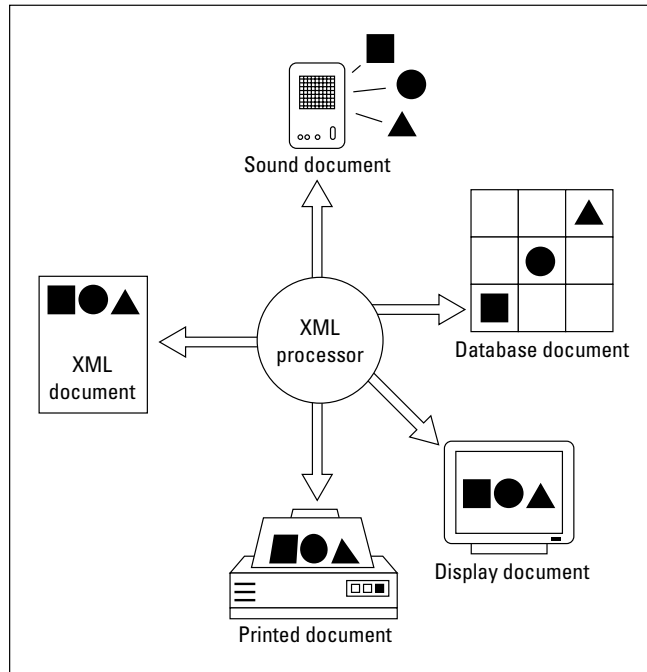 Sound document
XML
processor
Database document
XML
document
Display document
Printed document